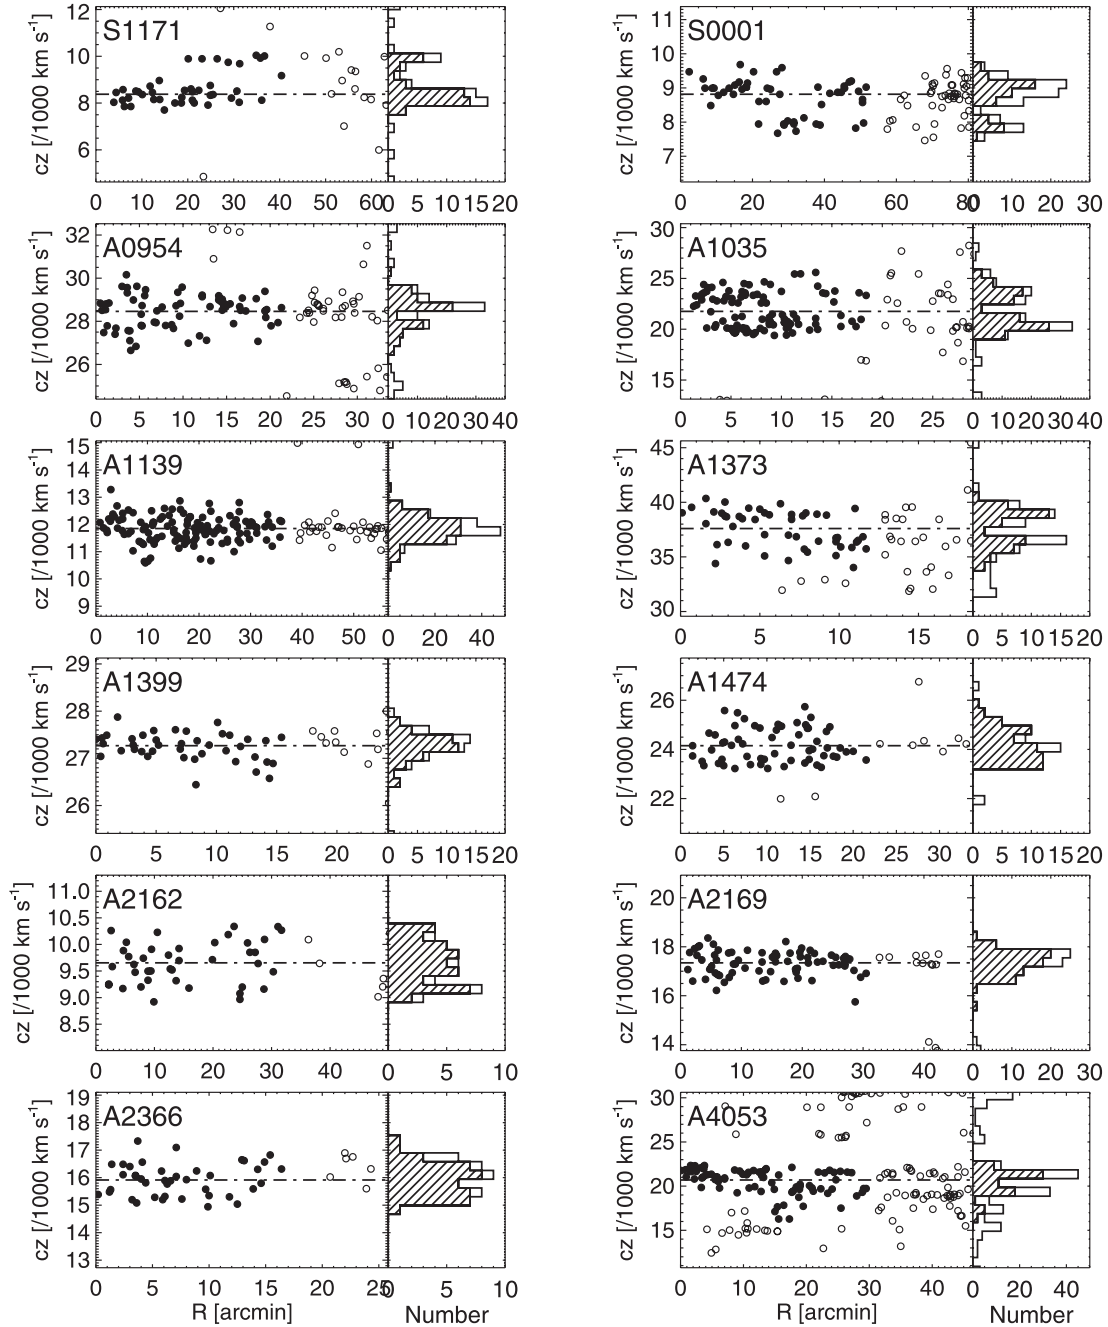 S1171
cz [/1000 km s⁻¹]
12
10
8
6
0 10 20 30 40 50 60 0 5 10 15 20
S0001
cz [/1000 km s⁻¹]
11
10
9
8
7
0 20 40 60 80 0 10 20 30
A0954
cz [/1000 km s⁻¹]
32
30
28
26
0 5 10 15 20 25 30 0 10 20 30 40
A1035
cz [/1000 km s⁻¹]
30
25
20
15
13
0 5 10 15 20 25 0 10 20 30 40
A1139
cz [/1000 km s⁻¹]
15
14
13
12
11
10
9
0 10 20 30 40 50 0 20 40
A1373
cz [/1000 km s⁻¹]
45
40
35
30
0 5 10 15 0 5 10 15 20
A1399
cz [/1000 km s⁻¹]
29
28
27
26
0 5 10 15 20 0 5 10 15 20
A1474
cz [/1000 km s⁻¹]
26
24
22
0 5 10 15 20 25 30 0 5 10 15 20
A2162
cz [/1000 km s⁻¹]
11.0
10.5
10.0
9.5
9.0
8.5
0 10 20 30 40 0 5 10
A2169
cz [/1000 km s⁻¹]
20
18
16
14
0 10 20 30 40 0 10 20 30
A2366
cz [/1000 km s⁻¹]
19
18
17
16
15
14
13
0 5 10 15 20 25 0 5 10
R [arcmin] Number
A4053
cz [/1000 km s⁻¹]
30
25
20
15
0 10 20 30 40 0 20 40
R [arcmin] Number